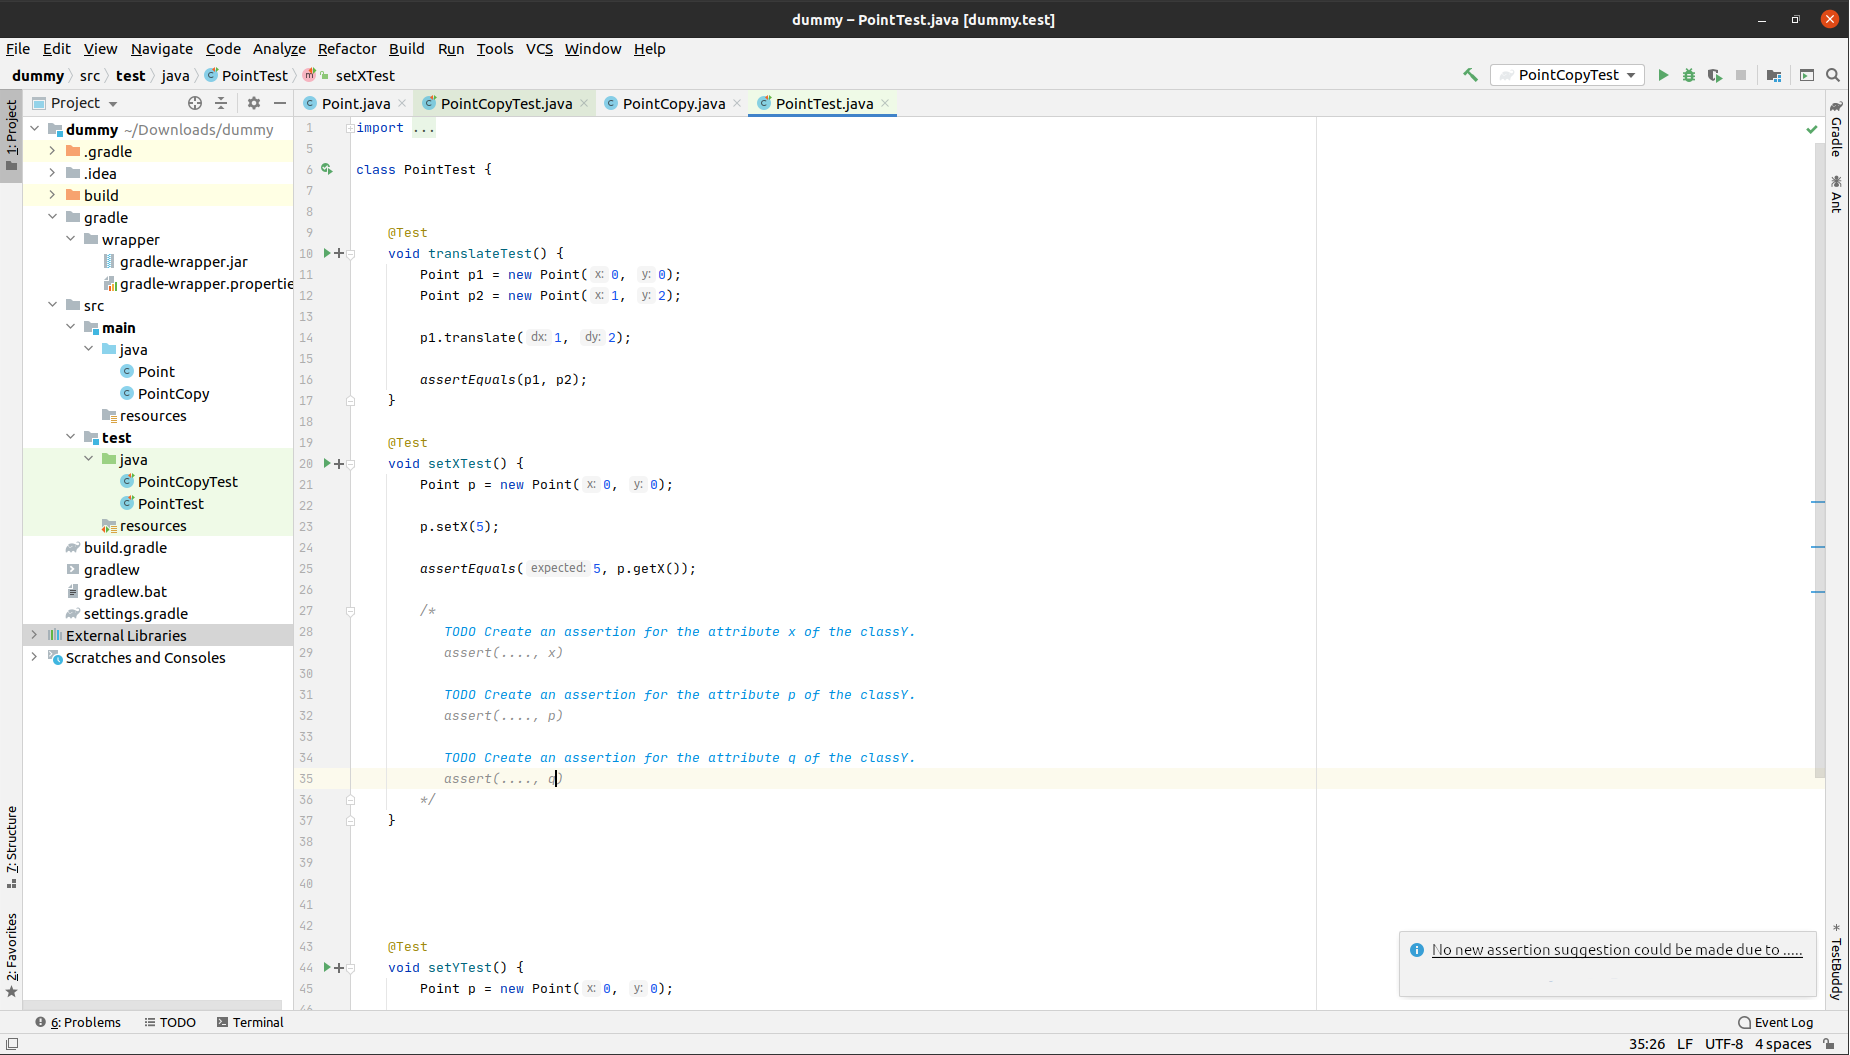 dummy – PointTest.java [dummy.test]
File Edit View Navigate Code Analyze Refactor Build Run Tools VCS Window Help
dummy src test java PointTest setXTest
PointCopyTest
1: Project
7: Structure
2: Favorites
Project
dummy ~/Downloads/dummy
.gradle
.idea
build
gradle
wrapper
gradle-wrapper.jar
gradle-wrapper.propertie
src
main
java
Point
PointCopy
resources
test
java
PointCopyTest
PointTest
resources
build.gradle
gradlew
gradlew.bat
settings.gradle
External Libraries
Scratches and Consoles
Point.java PointCopyTest.java PointCopy.java PointTest.java
1 import ...
5
6 class PointTest {
7
8
9 @Test
10 void translateTest() {
11 Point p1 = new Point( x: 0, y: 0);
12 Point p2 = new Point( x: 1, y: 2);
13
14 p1.translate( dx: 1, dy: 2);
15
16 assertEquals(p1, p2);
17 }
18
19 @Test
20 void setXTest() {
21 Point p = new Point( x: 0, y: 0);
22
23 p.setX(5);
24
25 assertEquals( expected: 5, p.getX());
26
27 /*
28 TODO Create an assertion for the attribute x of the classY.
29 assert(...., x)
30
31 TODO Create an assertion for the attribute p of the classY.
32 assert(...., p)
33
34 TODO Create an assertion for the attribute q of the classY.
35 assert(...., q)
36 */
37 }
38
39
40
41
42
43 @Test
44 void setYTest() {
45 Point p = new Point( x: 0, y: 0);
46
Gradle
Ant
TestBuddy
No new assertion suggestion could be made due to .....
6: Problems TODO Terminal
Event Log
35:26 LF UTF-8 4 spaces